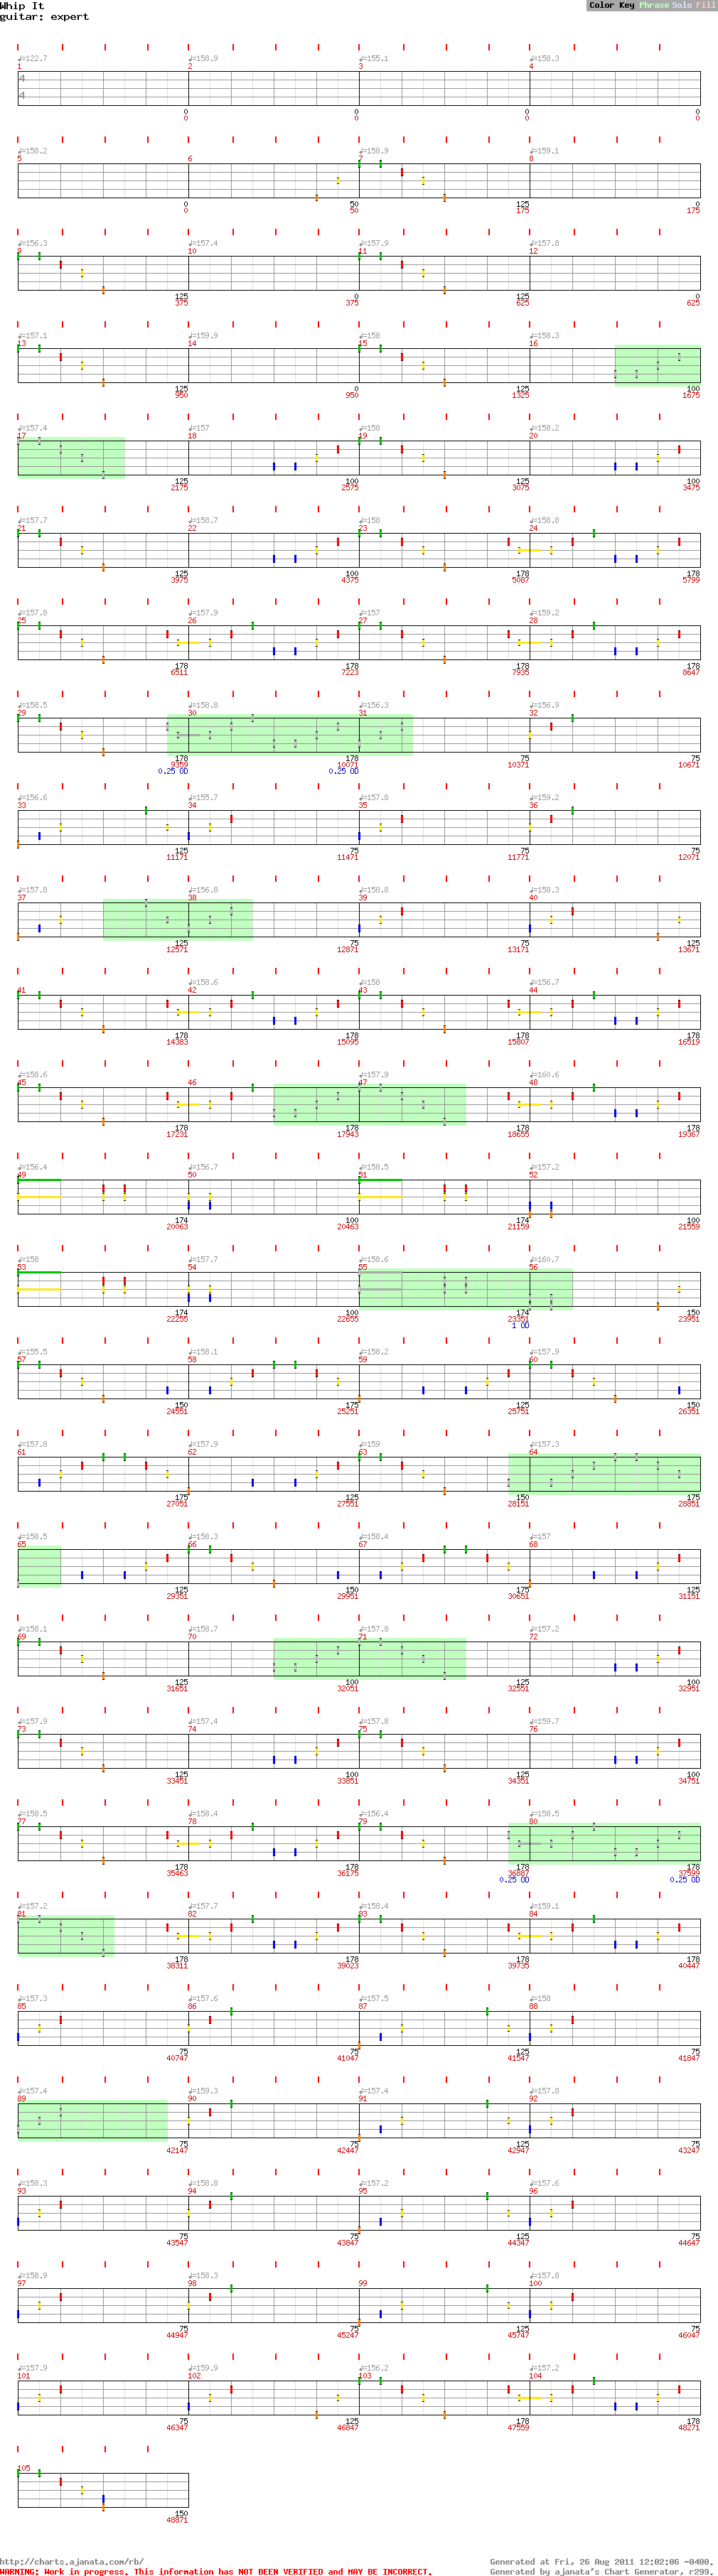 Whip It
guitar: expert
Color Key Phrase Solo Fill
♩=122.7 ♩=158.9 ♩=155.1 ♩=158.3
1 2 3 4
4
4
0 0 0 0
0 0 0 0
♩=158.2 ♩=158.9 ♩=159.1
5 6 7 8
0 50 125 0
0 50 175 175
♩=156.3 ♩=157.4 ♩=157.9 ♩=157.8
9 10 11 12
125 0 125 0
375 375 625 625
♩=157.1 ♩=159.9 ♩=158 ♩=158.3
13 14 15 16
125 0 125 100
950 950 1325 1675
♩=157.4 ♩=157 ♩=158 ♩=158.2
17 18 19 20
125 100 125 100
2175 2575 3075 3475
♩=157.7 ♩=158.7 ♩=158 ♩=158.8
21 22 23 24
125 100 178 178
3975 4375 5087 5799
♩=157.8 ♩=157.9 ♩=157 ♩=159.2
25 26 27 28
178 178 178 178
6511 7223 7935 8647
♩=158.5 ♩=158.8 ♩=156.3 ♩=156.9
29 30 31 32
178 178 75 75
9359 10071 10371 10671
0.25 OD 0.25 OD
♩=156.6 ♩=155.7 ♩=157.8 ♩=159.2
33 34 35 36
125 75 75 75
11171 11471 11771 12071
♩=157.8 ♩=156.8 ♩=158.8 ♩=158.3
37 38 39 40
125 75 75 125
12571 12871 13171 13671
♩=158.6 ♩=158 ♩=156.7
41 42 43 44
178 178 178 178
14383 15095 15807 16519
♩=158.6 ♩=157.9 ♩=160.6
45 46 47 48
178 178 178 178
17231 17943 18655 19367
♩=156.4 ♩=156.7 ♩=158.5 ♩=157.2
49 50 51 52
174 100 174 100
20063 20463 21159 21559
♩=158 ♩=157.7 ♩=158.6 ♩=160.7
53 54 55 56
174 100 174 150
22255 22655 23351 23951
1 OD
♩=155.5 ♩=158.1 ♩=158.2 ♩=157.9
57 58 59 60
150 175 125 150
24551 25251 25751 26351
♩=157.8 ♩=157.9 ♩=159 ♩=157.3
61 62 63 64
175 125 150 175
27051 27551 28151 28851
♩=158.5 ♩=158.3 ♩=158.4 ♩=157
65 66 67 68
125 150 175 125
29351 29951 30651 31151
♩=158.1 ♩=158.7 ♩=157.8 ♩=157.2
69 70 71 72
125 100 125 100
31651 32051 32551 32951
♩=157.9 ♩=157.4 ♩=157.8 ♩=159.7
73 74 75 76
125 100 125 100
33451 33851 34351 34751
♩=158.5 ♩=158.4 ♩=156.4 ♩=158.5
77 78 79 80
178 178 178 178
35463 36175 36887 37599
0.25 OD 0.25 OD
♩=157.2 ♩=157.7 ♩=158.4 ♩=159.1
81 82 83 84
178 178 178 178
38311 39023 39735 40447
♩=157.3 ♩=157.6 ♩=157.5 ♩=158
85 86 87 88
75 75 125 75
40747 41047 41547 41847
♩=157.4 ♩=159.3 ♩=157.4 ♩=157.8
89 90 91 92
75 75 125 75
42147 42447 42947 43247
♩=158.3 ♩=158.8 ♩=157.2 ♩=157.6
93 94 95 96
75 75 125 75
43547 43847 44347 44647
♩=158.9 ♩=158.3 ♩=157.8
97 98 99 100
75 75 125 75
44947 45247 45747 46047
♩=157.9 ♩=159.9 ♩=156.2 ♩=157.2
101 102 103 104
75 125 178 178
46347 46847 47559 48271
105
150
48871
http://charts.ajanata.com/rb/ Generated at Fri, 26 Aug 2011 12:02:06 -0400.
WARNING: Work in progress. This information has NOT BEEN VERIFIED and MAY BE INCORRECT. Generated by ajanata's Chart Generator, r299.